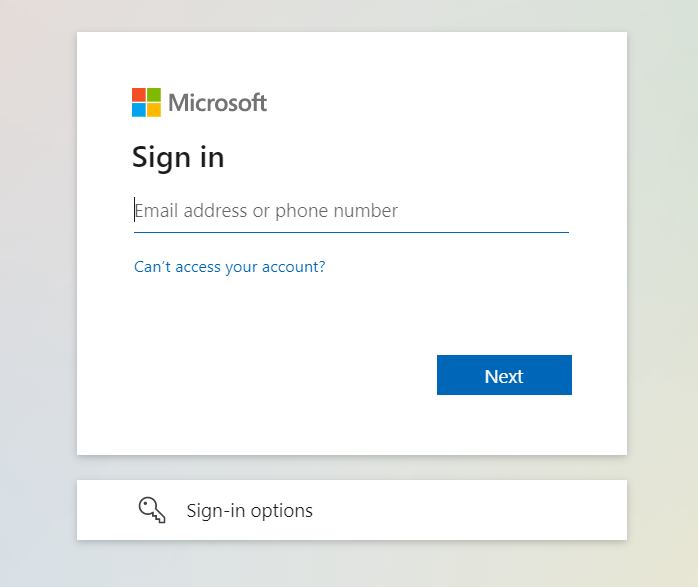 Microsoft
Sign in
Email address or phone number
Can’t access your account?
Next
Sign-in options